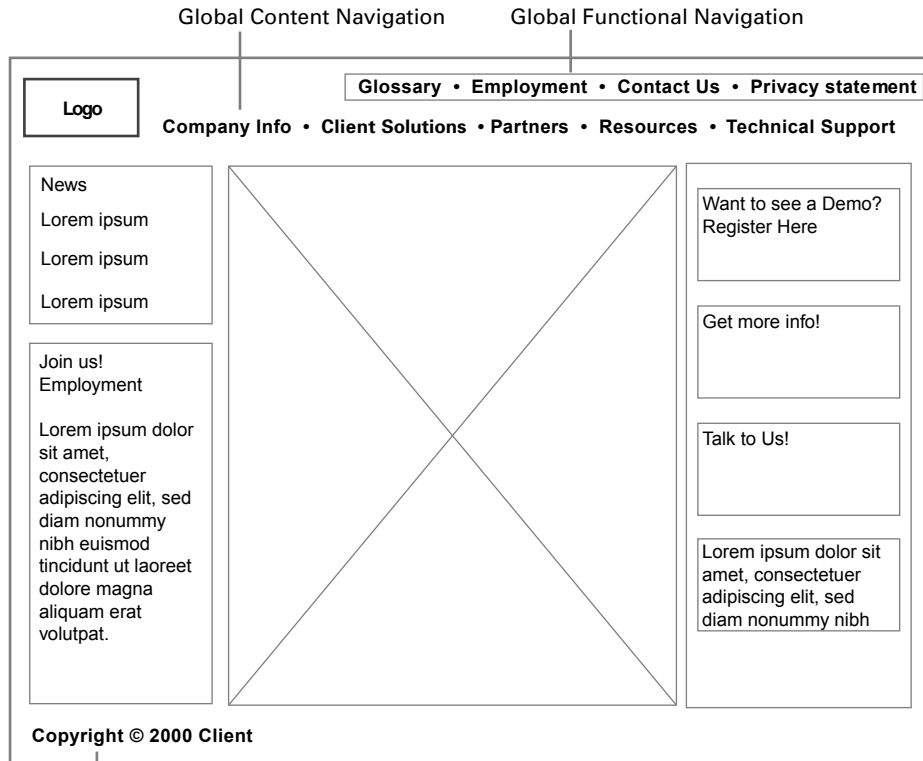 Global Content Navigation
Global Functional Navigation
Glossary • Employment • Contact Us • Privacy statement
Logo
Company Info • Client Solutions • Partners • Resources • Technical Support
News
Lorem ipsum
Lorem ipsum
Lorem ipsum
Join us!
Employment
Lorem ipsum dolor
sit amet,
consectetuer
adipiscing elit, sed
diam nonummy
nibh euismod
tincidunt ut laoreet
dolore magna
aliquam erat
volutpat.
Want to see a Demo?
Register Here
Get more info!
Talk to Us!
Lorem ipsum dolor sit
amet, consectetuer
adipiscing elit, sed
diam nonummy nibh
Copyright © 2000 Client